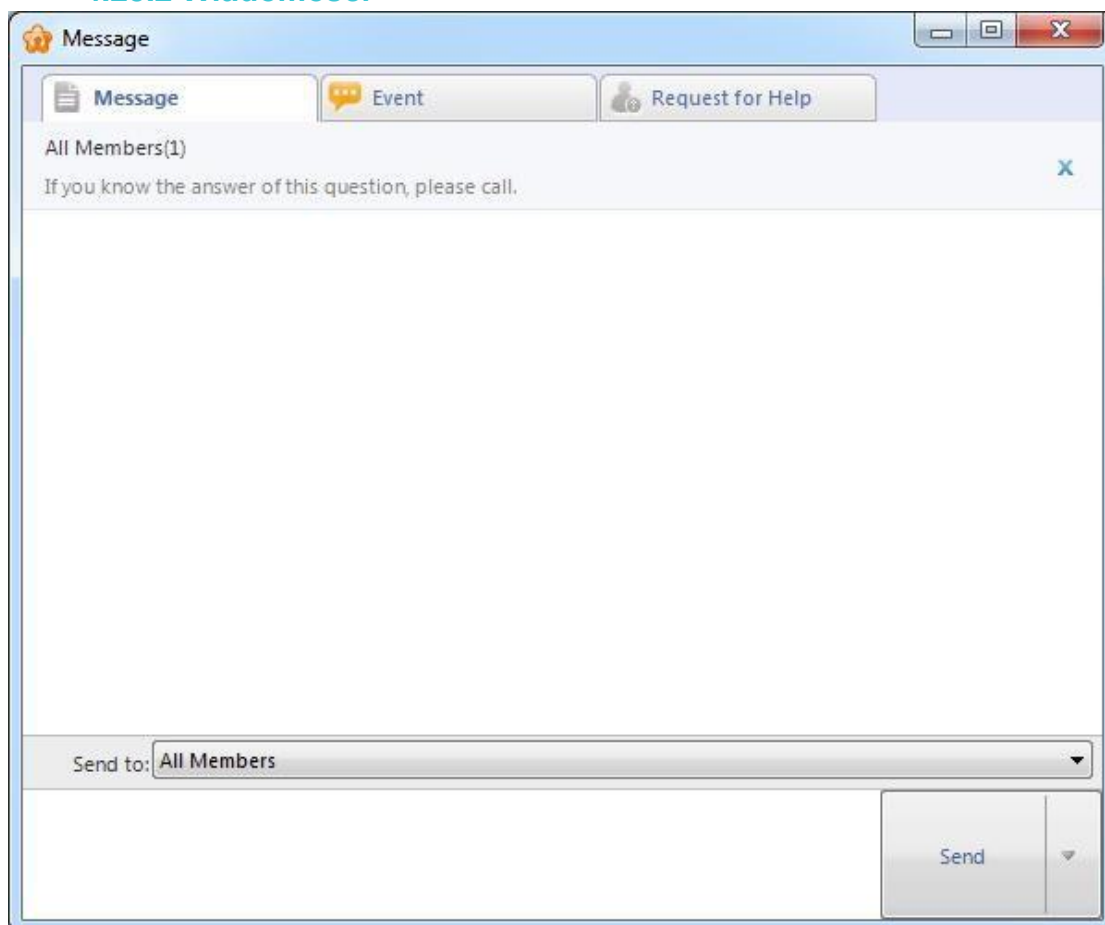 Message
Message Event Request for Help
All Members(1)
If you know the answer of this question, please call.
x
Send to: All Members
Send